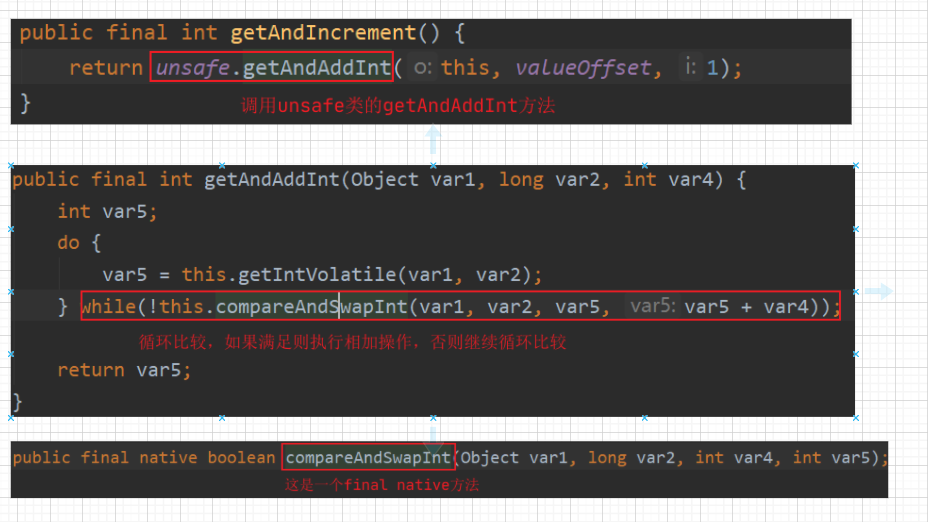 public final int getAndIncrement() {
return unsafe.getAndAddInt( o: this, valueOffset, i: 1);
}
调用unsafe类的getAndAddInt方法
public final int getAndAddInt(Object var1, long var2, int var4) {
int var5;
do {
var5 = this.getIntVolatile(var1, var2);
} while(!this.compareAndSwapInt(var1, var2, var5, var5: var5 + var4));
循环比较，如果满足则执行相加操作，否则继续循环比较
return var5;
}
public final native boolean compareAndSwapInt(Object var1, long var2, int var4, int var5);
这是一个final native方法